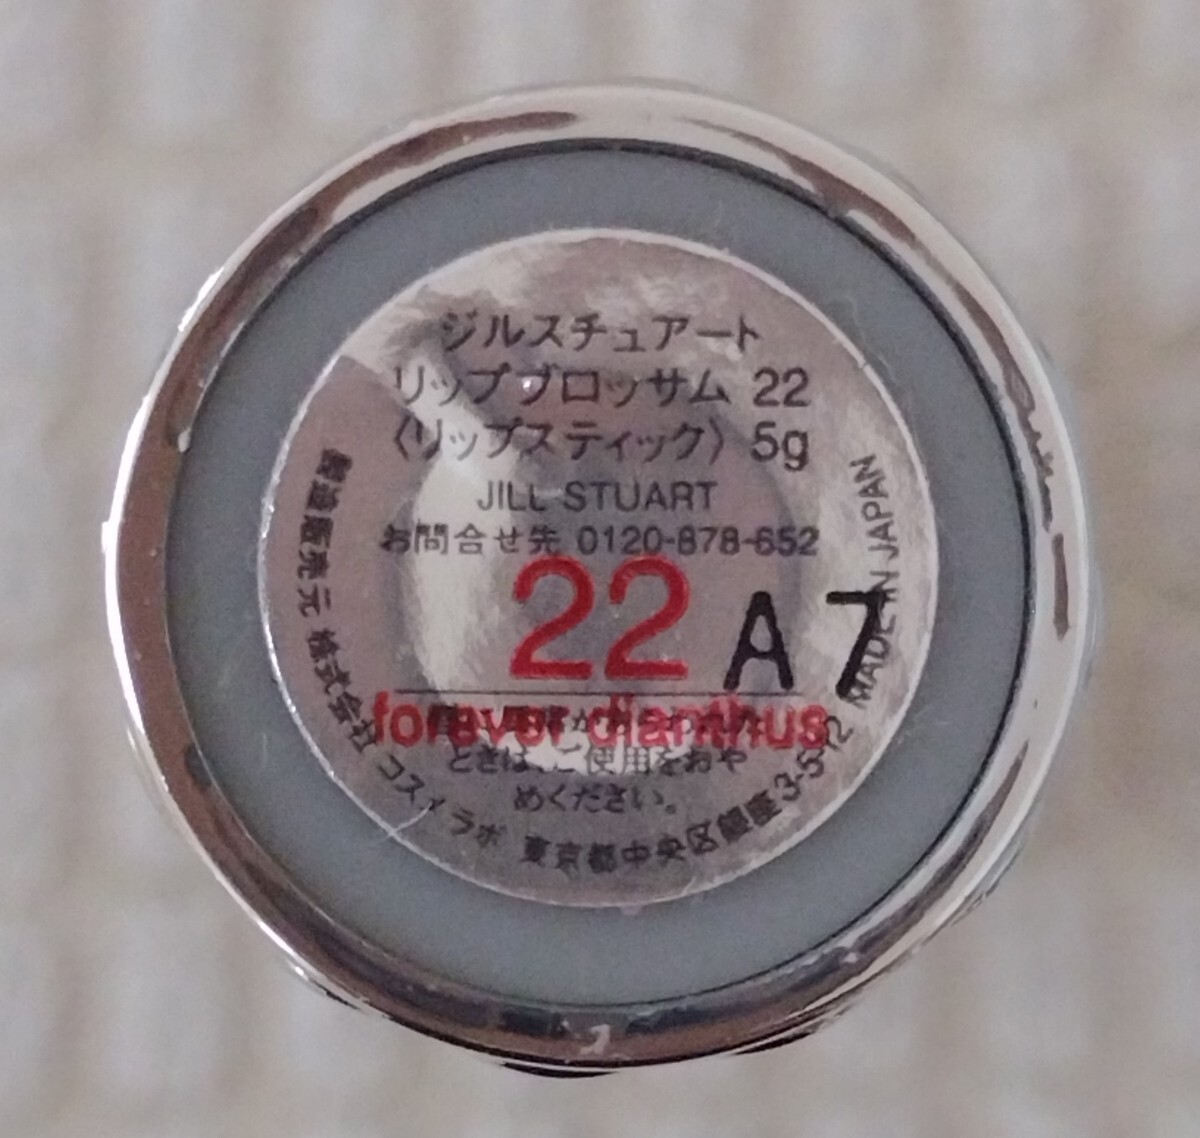 ジルスチュアート
リップブロッサム 22
〈リップスティック〉 5g
JILL STUART
お問合せ先 0120-878-652
22
A7
forever dianthus
ときは、ご使用をおや
めください。
製造販売元 株式会社 コスメラボ 東京都中央区銀座3-5-12 MADE IN JAPAN